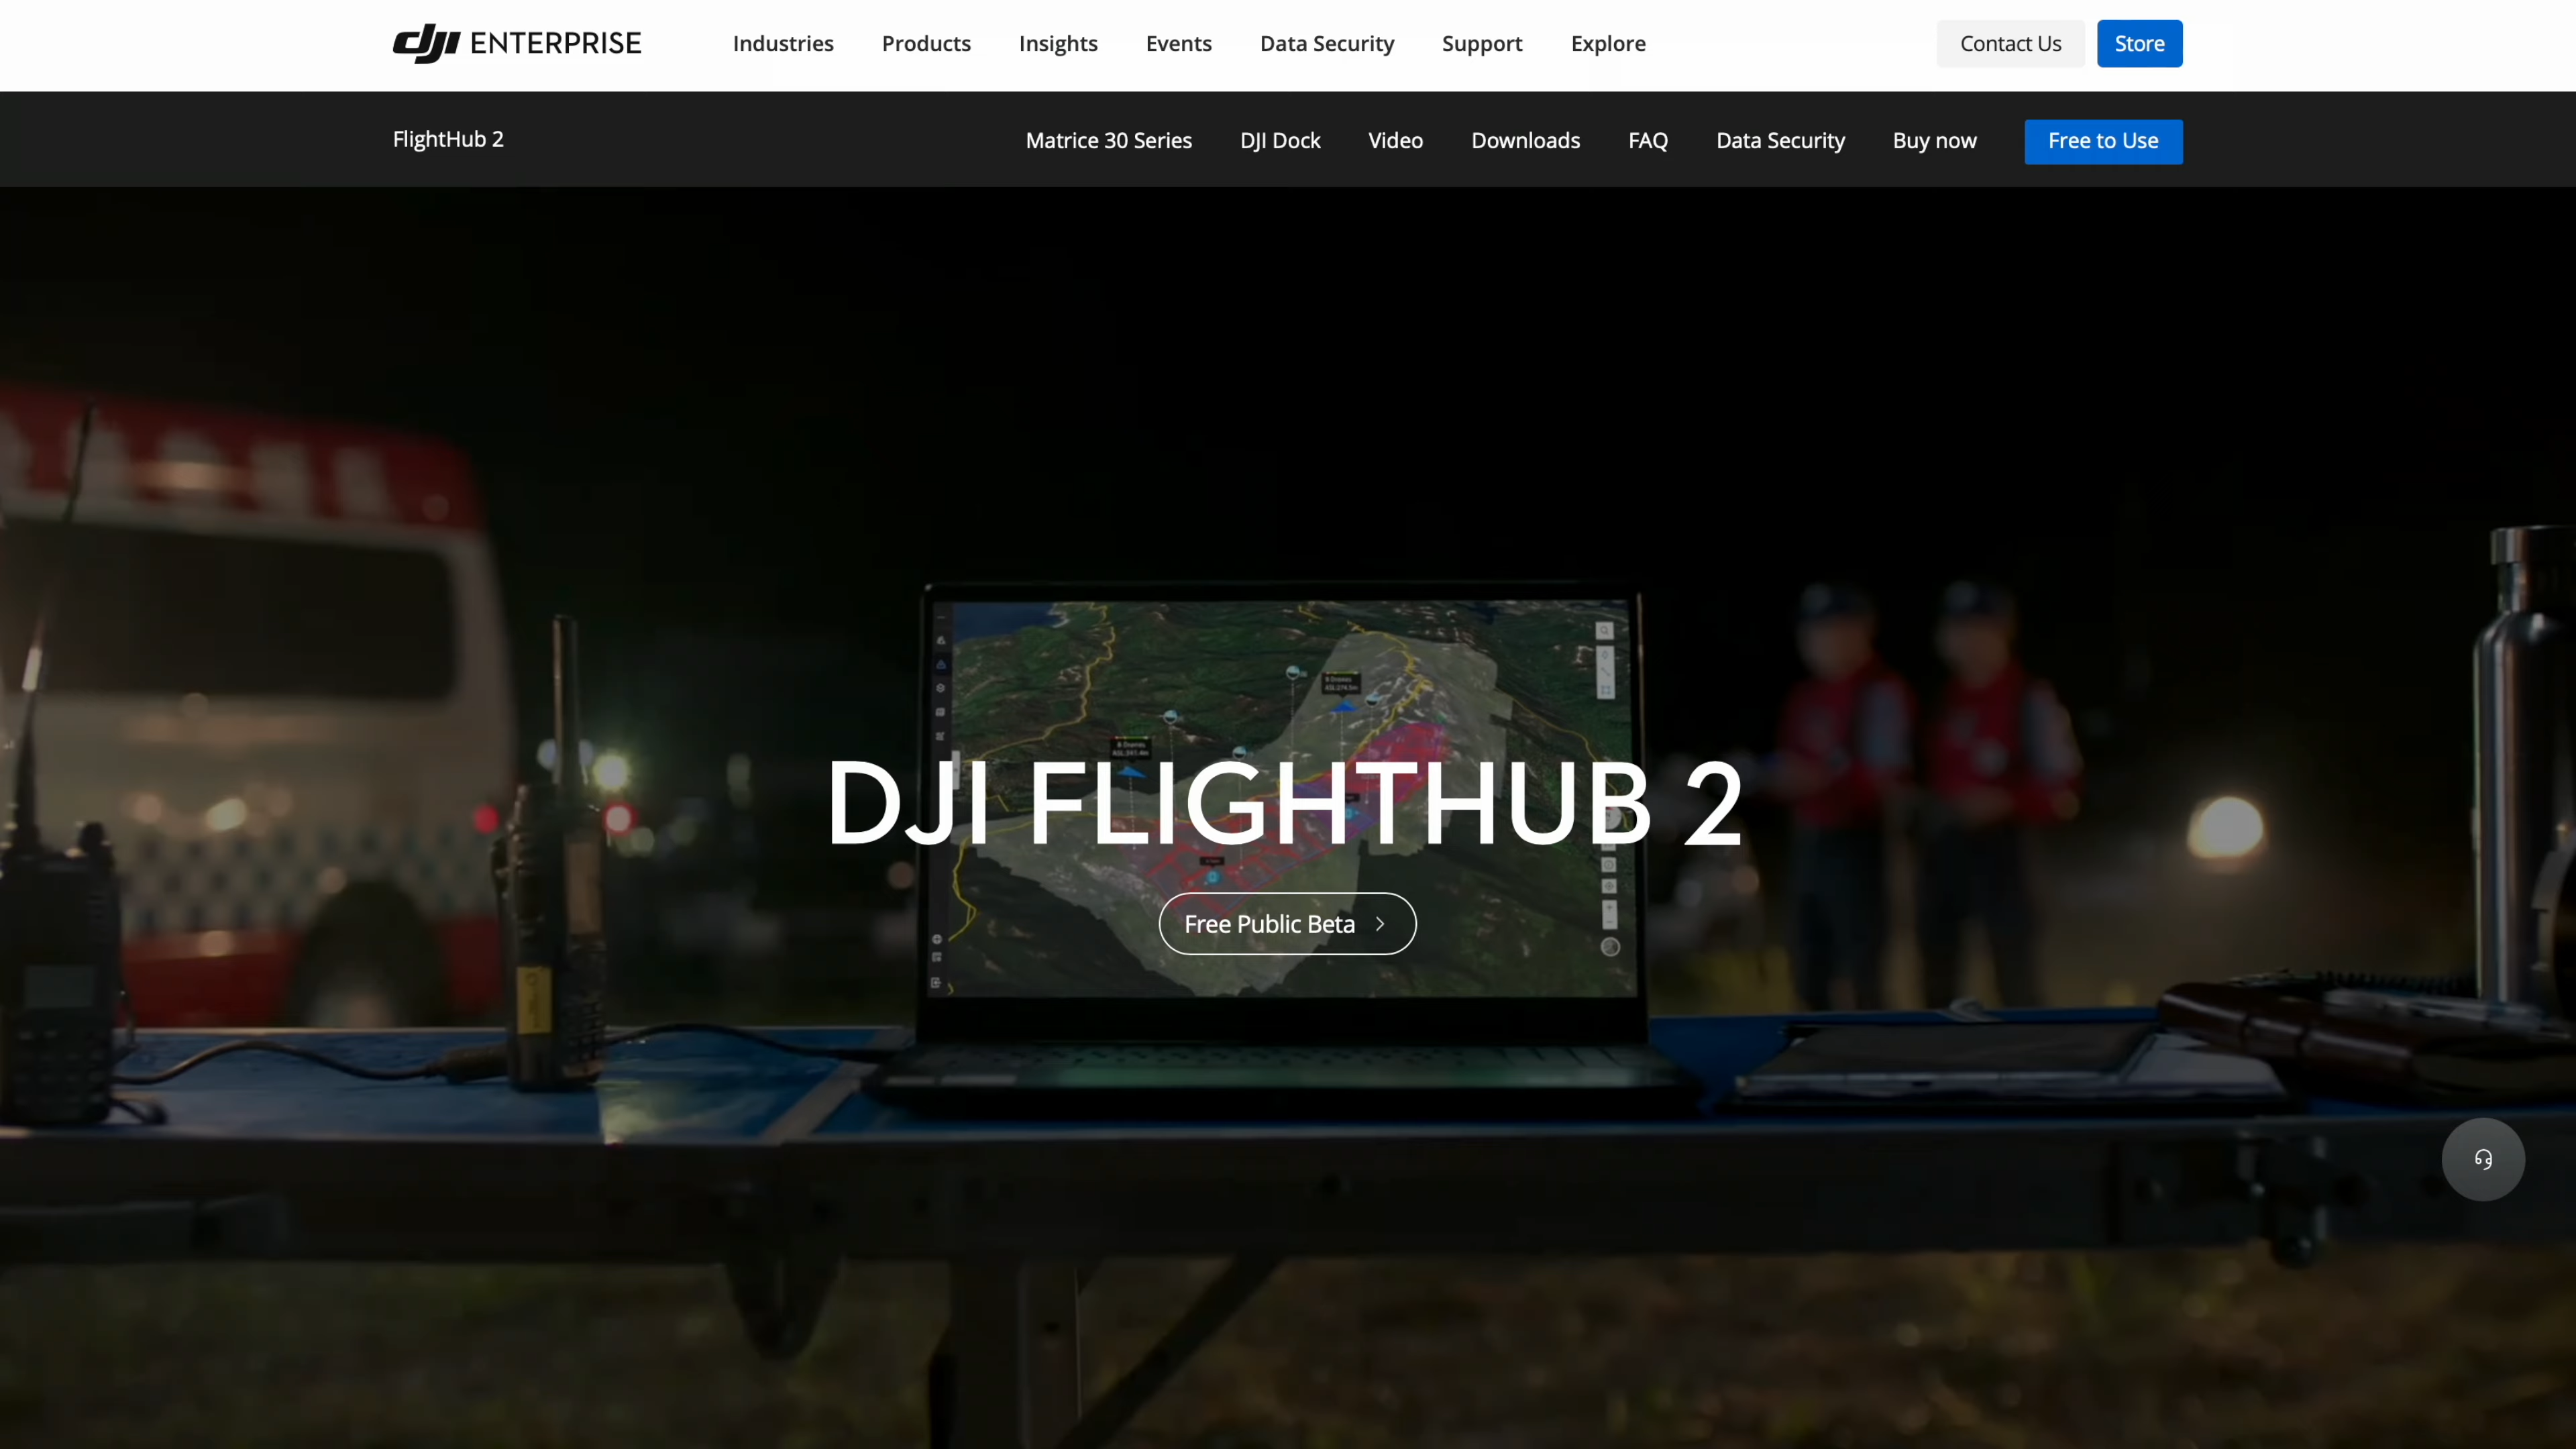 dji ENTERPRISE
Industries
Products
Insights
Events
Data Security
Support
Explore
Contact Us
Store
FlightHub 2
Matrice 30 Series
DJI Dock
Video
Downloads
FAQ
Data Security
Buy now
Free to Use
DJI FLIGHTHUB 2
Free Public Beta